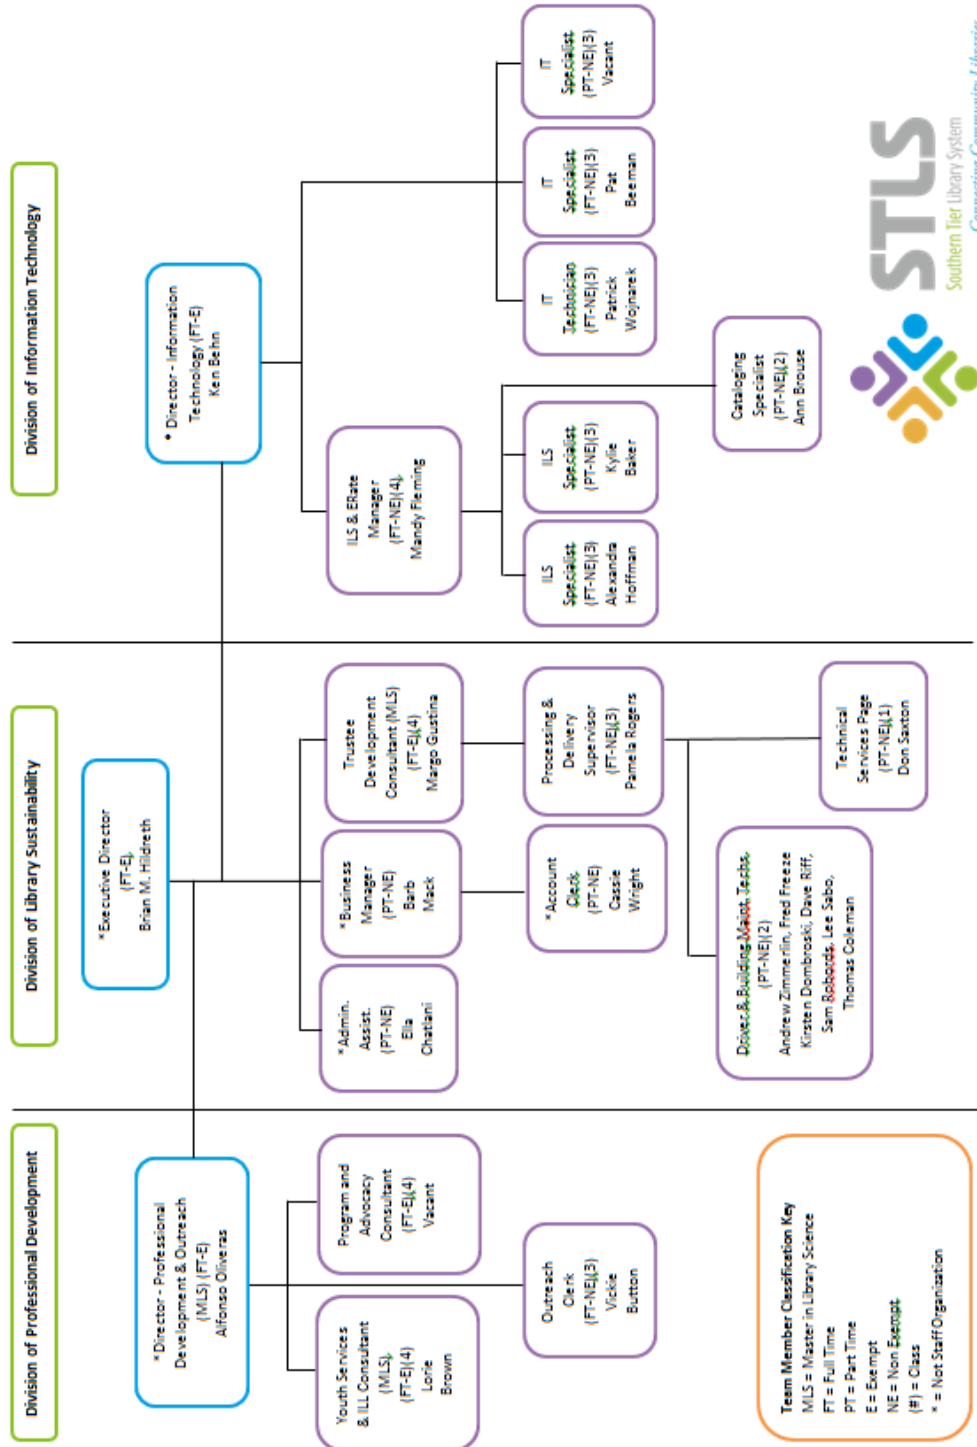 Division of Professional Development
Division of Library Sustainability
Division of Information Technology
*Executive Director
(FT-E)
Brian M. Hildreth
*Director - Professional
Development & Outreach
(MLS) (FT-E)
Alfonso Oliveras
* Director - Information
Technology (FT-E)
Ken Behn
Youth Services
& ILL Consultant
(MLS)
(FT-E)(4)
Lorie
Brown
Program and
Advocacy
Consultant
(FT-E)(4)
Vacant
*Admin.
Assist.
(PT-NE)
Ella
Chatlani
*Business
Manager
(PT-NE)
Barb
Mack
Trustee
Development
Consultant (MLS)
(FT-E)(4)
Margo Gustina
ILS & ERate
Manager
(FT-NE)(4)
Mandy Fleming
Outreach
Clerk
(FT-NE)(3)
Vickie
Button
*Account
Clerk
(PT-NE)
Cassie
Wright
Processing &
Delivery
Supervisor
(FT-NE)(3)
Pamela Rogers
ILS
Specialist
(FT-NE)(3)
Alexandra
Hoffman
ILS
Specialist
(PT-NE)(3)
Kylie
Baker
IT
Technician
(FT-NE)(3)
Patrick
Wojnarek
IT
Specialist
(FT-NE)(3)
Pat
Beeman
IT
Specialist
(PT-NE)(3)
Vacant
Driver & Building Maint. Techs.
(PT-NE)(2)
Andrew Zimmerlin, Fred Freeze
Kirsten Dombroski, Dave Riff,
Sam Robords, Lee Sabo,
Thomas Coleman
Technical
Services Page
(PT-NE)(1)
Don Saxton
Cataloging
Specialist
(PT-NE)(2)
Ann Brouse
Team Member Classification Key
MLS = Master in Library Science
FT = Full Time
PT = Part Time
E = Exempt
NE = Non Exempt
(#) = Class
* = Not Staff Organization
STLS
Southern Tier Library System
Connecting Community Libraries